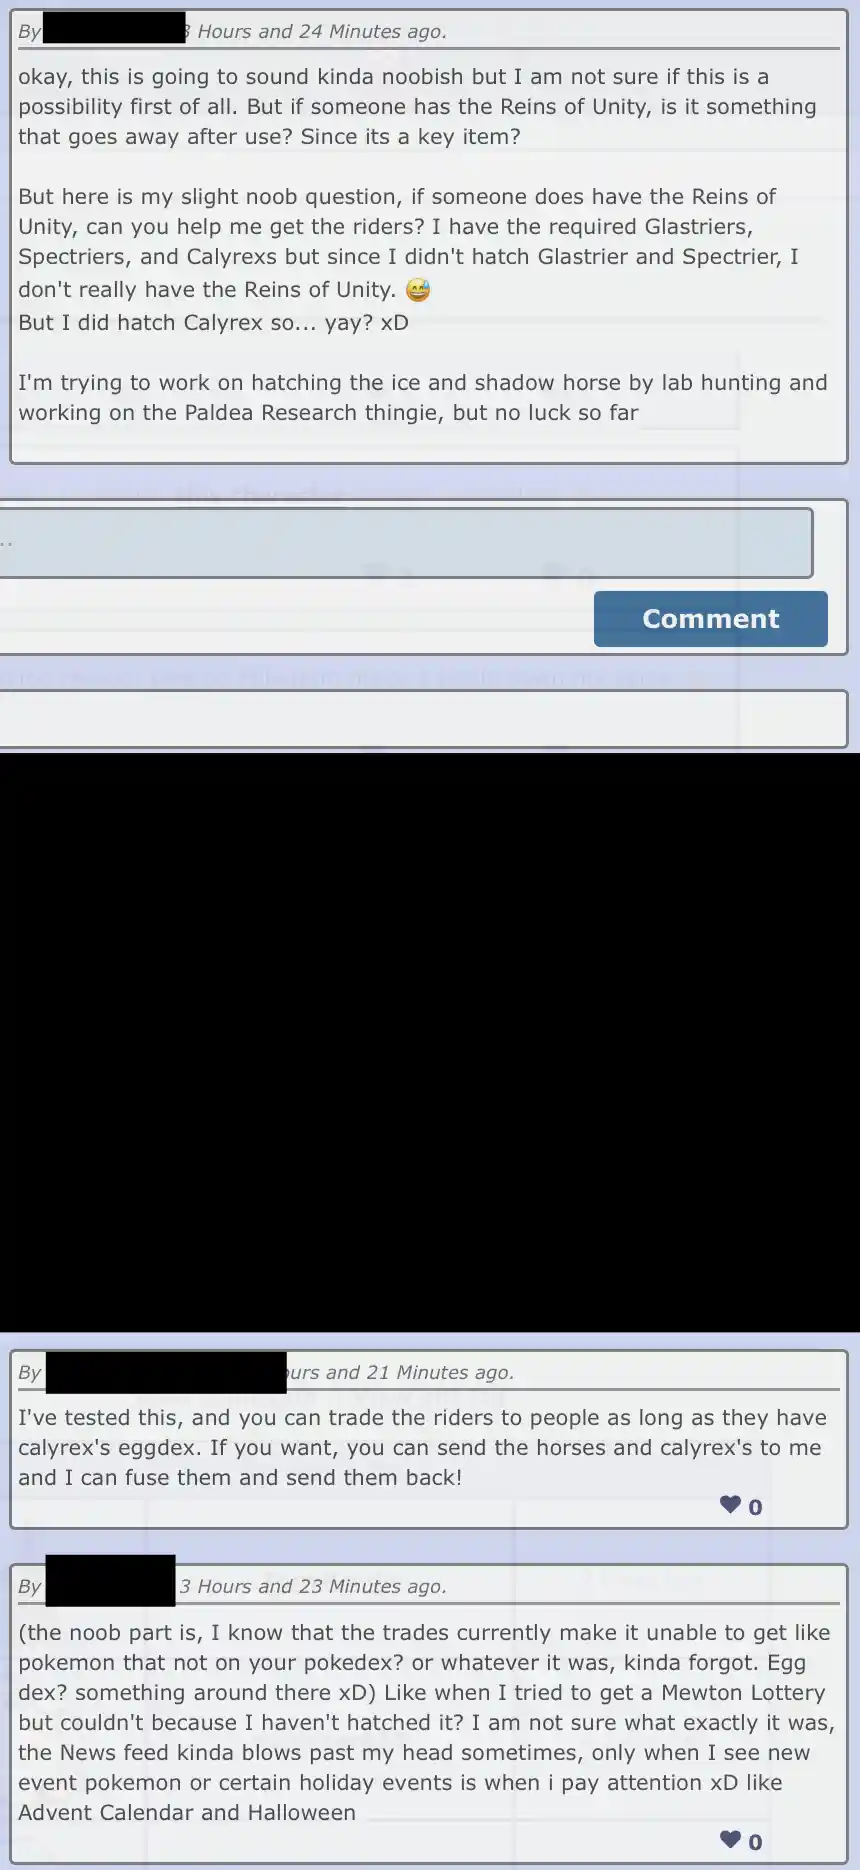 By Hours and 24 Minutes ago.
okay, this is going to sound kinda noobish but I am not sure if this is a
possibility first of all. But if someone has the Reins of Unity, is it something
that goes away after use? Since its a key item?
But here is my slight noob question, if someone does have the Reins of
Unity, can you help me get the riders? I have the required Glastriers,
Spectriers, and Calyrexs but since I didn't hatch Glastrier and Spectrier, I
don't really have the Reins of Unity. 😅
But I did hatch Calyrex so... yay? xD
I'm trying to work on hatching the ice and shadow horse by lab hunting and
working on the Paldea Research thingie, but no luck so far
..
Comment
By urs and 21 Minutes ago.
I've tested this, and you can trade the riders to people as long as they have
calyrex's eggdex. If you want, you can send the horses and calyrex's to me
and I can fuse them and send them back!
♥ 0
By 3 Hours and 23 Minutes ago.
(the noob part is, I know that the trades currently make it unable to get like
pokemon that not on your pokedex? or whatever it was, kinda forgot. Egg
dex? something around there xD) Like when I tried to get a Mewton Lottery
but couldn't because I haven't hatched it? I am not sure what exactly it was,
the News feed kinda blows past my head sometimes, only when I see new
event pokemon or certain holiday events is when i pay attention xD like
Advent Calendar and Halloween
♥ 0